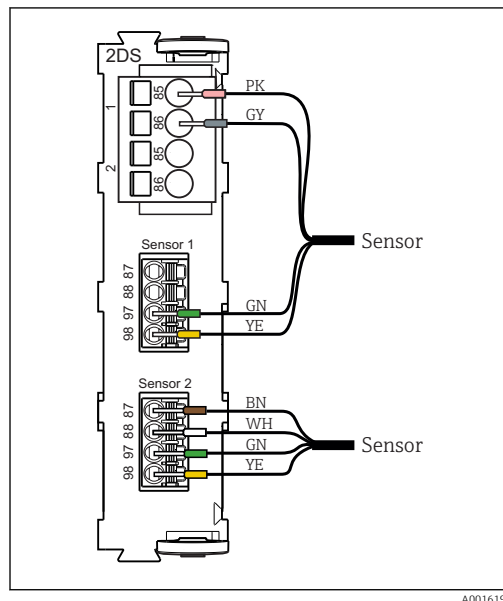 2DS
1
85
PK
86
GY
2
85
86
Sensor
Sensor 1
87
88
97
GN
98
YE
Sensor 2
87
BN
88
WH
97
GN
Sensor
98
YE
A001619